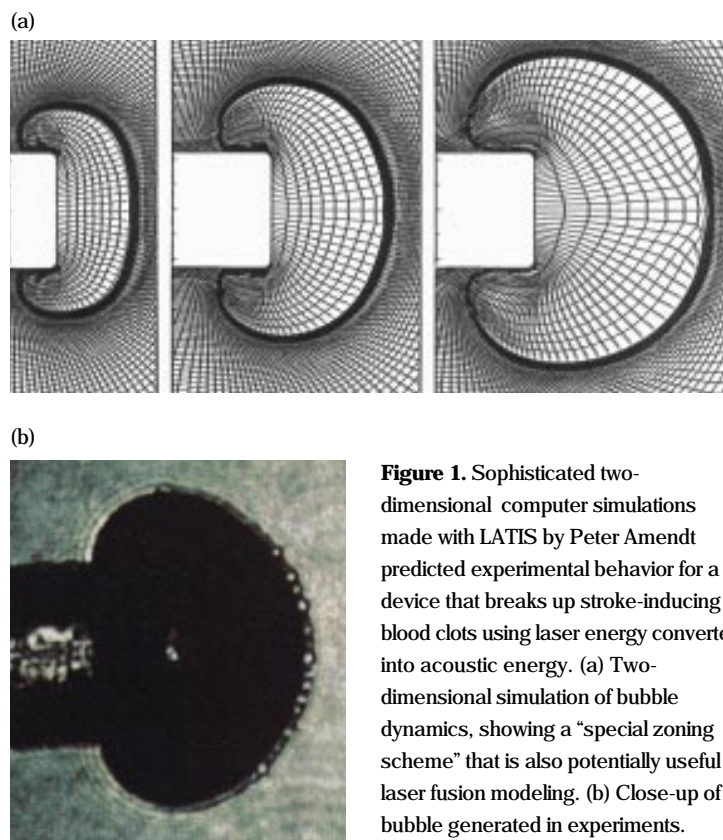 (a)
(b)
Figure 1. Sophisticated two-
dimensional computer simulations
made with LATIS by Peter Amendt
predicted experimental behavior for a
device that breaks up stroke-inducing
blood clots using laser energy
into acoustic energy. (a) Two-
dimensional simulation of bubble
dynamics, showing a “special zoning
scheme” that is also potentially useful
laser fusion modeling. (b) Close-up of
bubble generated in experiments.